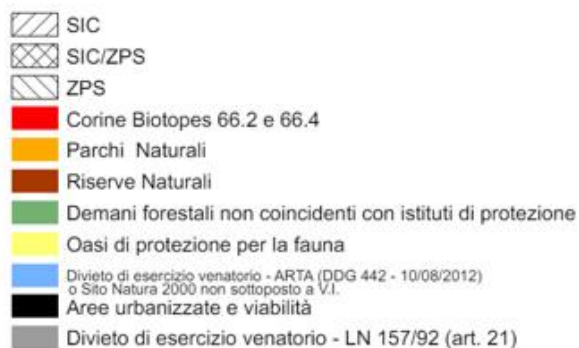 SIC
SIC/ZPS
ZPS
Corine Biotopes 66.2 e 66.4
Parchi Naturali
Riserve Naturali
Demani forestali non coincidenti con istituti di protezione
Oasi di protezione per la fauna
Divieto di esercizio venatorio - ARTA (DDG 442 - 10/08/2012)
o Sito Natura 2000 non sottoposto a V.I.
Aree urbanizzate e viabilità
Divieto di esercizio venatorio - LN 157/92 (art. 21)